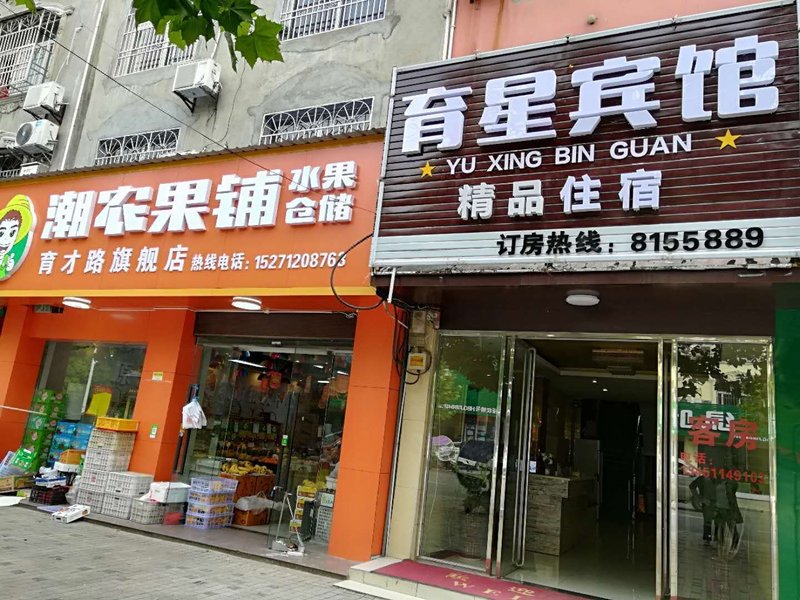 潮农果铺
水果
仓储
育才路旗舰店 热线电话：15271208763
育星宾馆
YU XING BIN GUAN
精品住宿
订房热线：8155889
客房
电话：